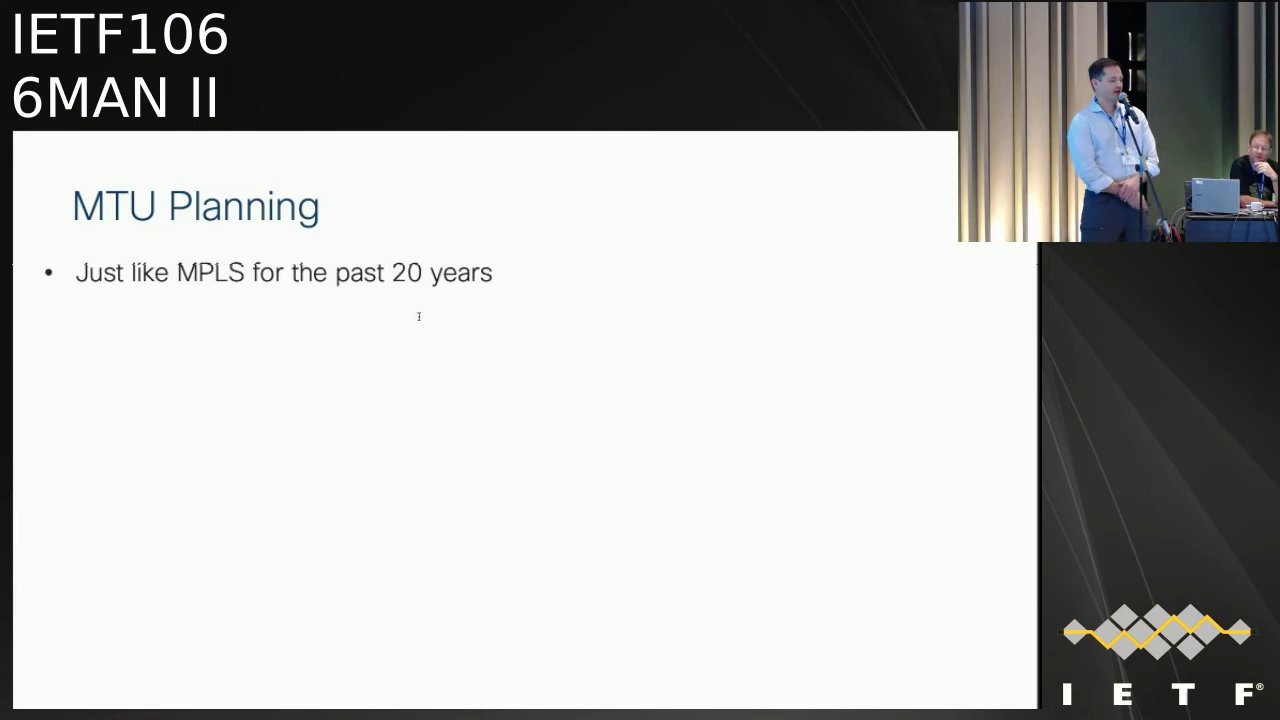 IETF106
6MAN II
MTU Planning
• Just like MPLS for the past 20 years
I E T F®